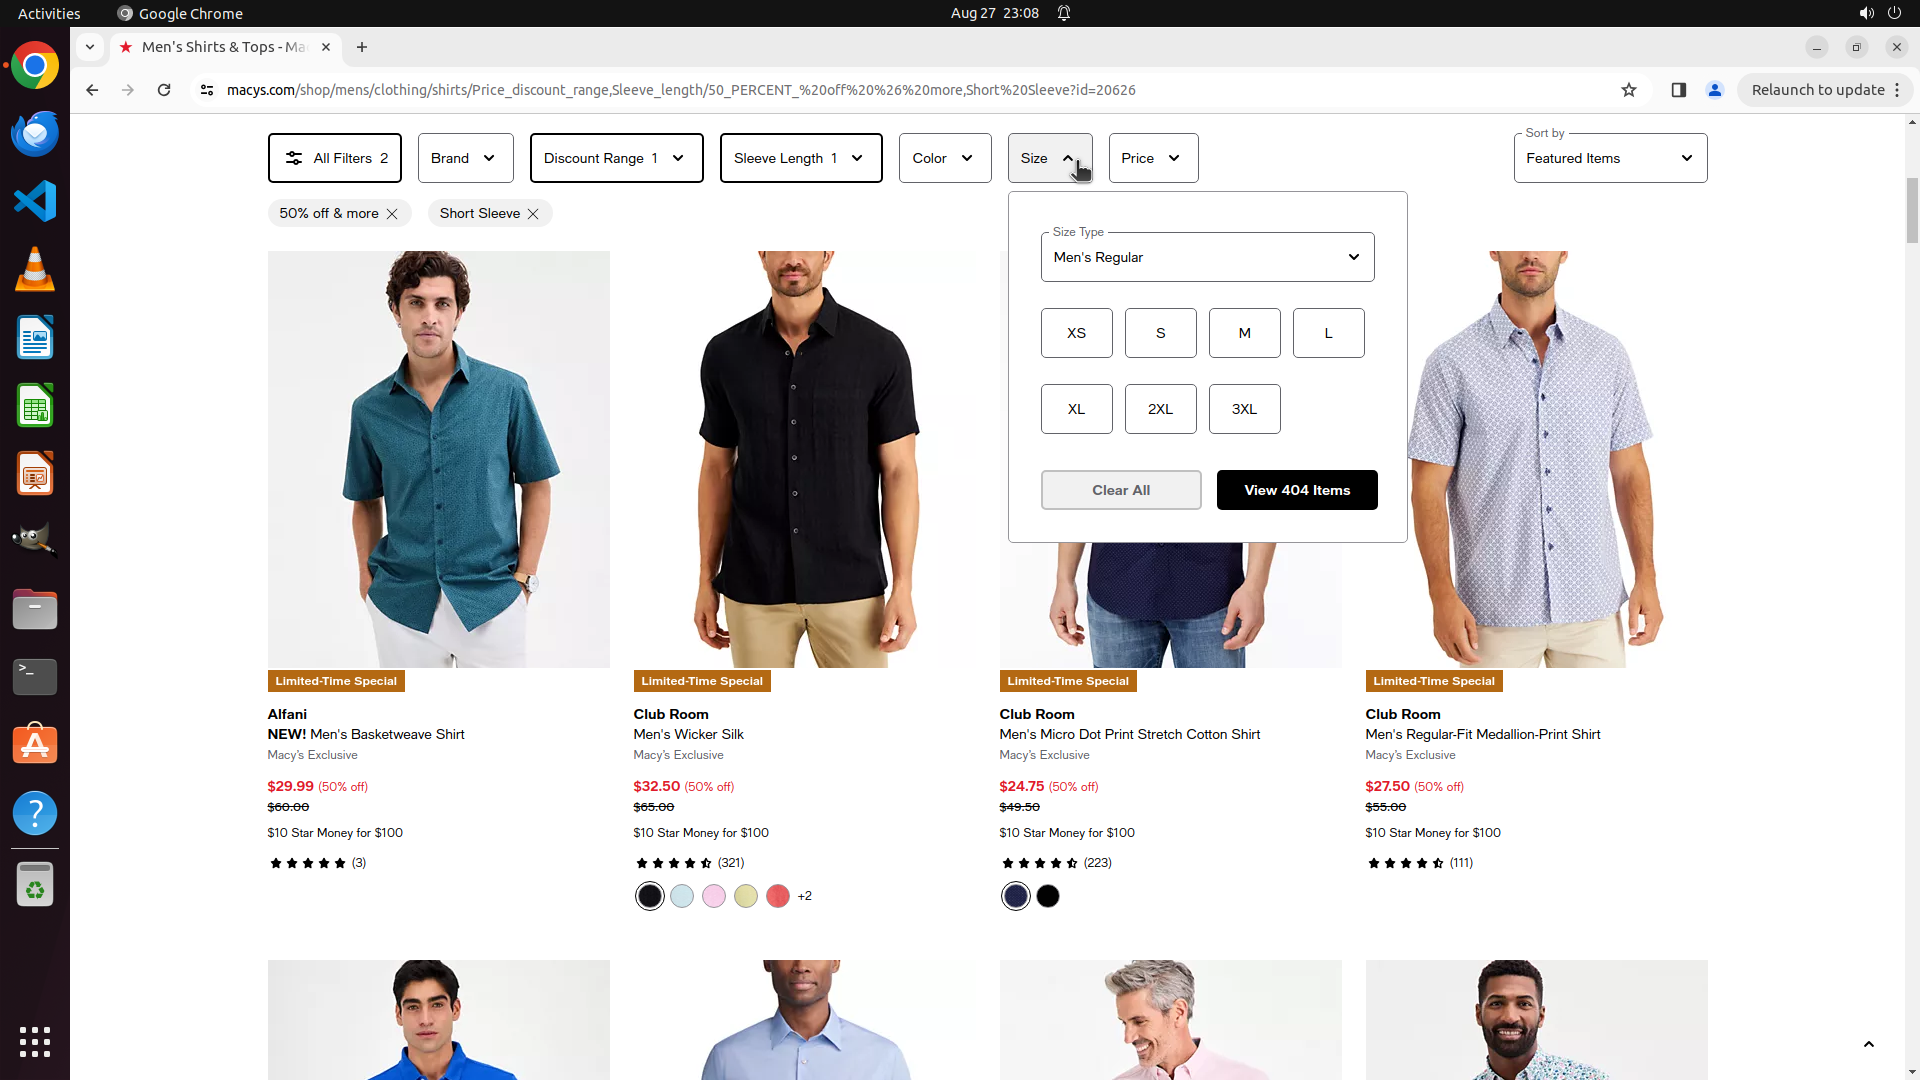 Activities
Google Chrome
Aug 27 23:08
Men's Shirts & Tops - Ma
macys.com/shop/mens/clothing/shirts/Price_discount_range,Sleeve_length/50_PERCENT_%20off%20%26%20more,Short%20Sleeve?id=20626
Relaunch to update
All Filters 2
Brand
Discount Range 1
Sleeve Length 1
Color
Size
Price
Sort by
Featured Items
50% off & more
Short Sleeve
Size Type
Men's Regular
XS
S
M
L
XL
2XL
3XL
Clear All
View 404 Items
Limited-Time Special
Alfani
NEW! Men's Basketweave Shirt
Macy's Exclusive
$29.99 (50% off)
$60.00
$10 Star Money for $100
(3)
Limited-Time Special
Club Room
Men's Wicker Silk
Macy's Exclusive
$32.50 (50% off)
$65.00
$10 Star Money for $100
(321)
+2
Limited-Time Special
Club Room
Men's Micro Dot Print Stretch Cotton Shirt
Macy's Exclusive
$24.75 (50% off)
$49.50
$10 Star Money for $100
(223)
Limited-Time Special
Club Room
Men's Regular-Fit Medallion-Print Shirt
Macy's Exclusive
$27.50 (50% off)
$55.00
$10 Star Money for $100
(111)